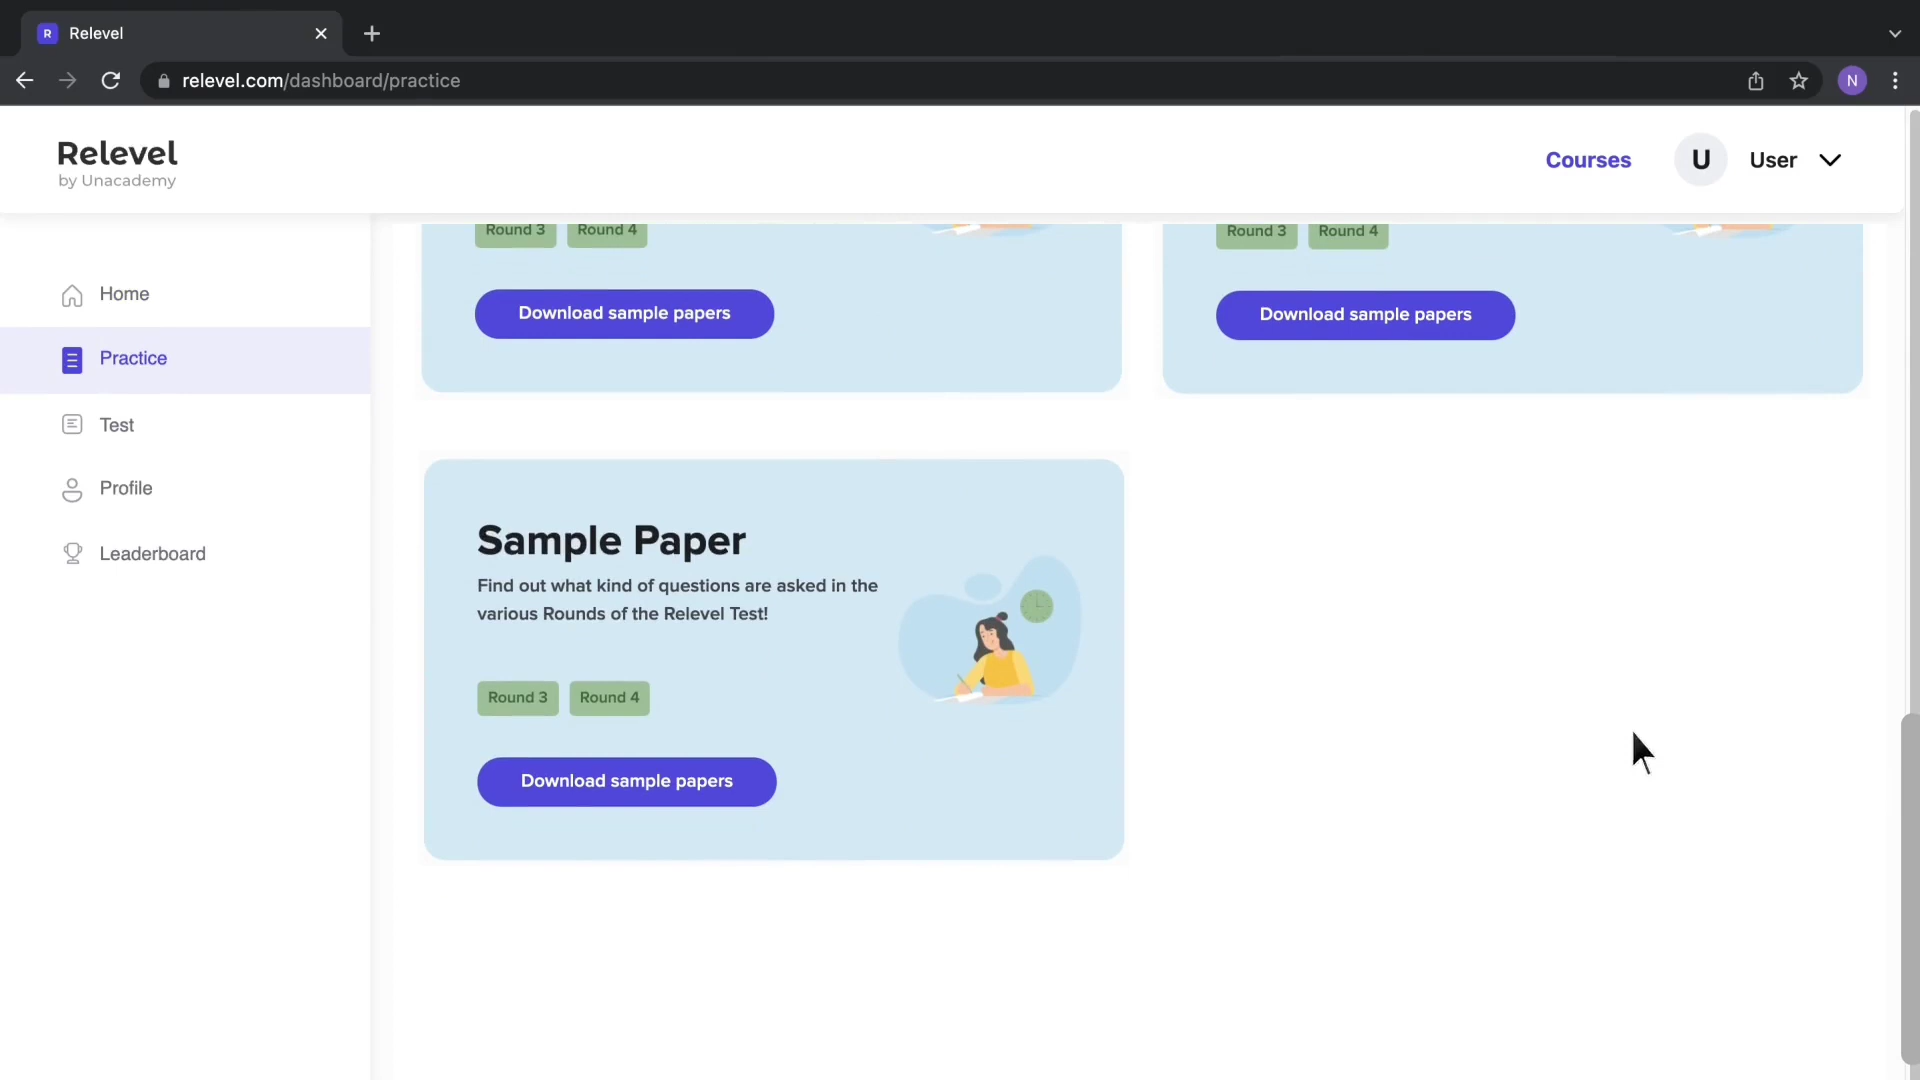 R Relevel
relevel.com/dashboard/practice
N
Relevel
by Unacademy
Courses
U
User
Home
Practice
Test
Profile
Leaderboard
Round 3 Round 4
Round 3 Round 4
Download sample papers
Download sample papers
Sample Paper
Find out what kind of questions are asked in the
various Rounds of the Relevel Test!
Round 3 Round 4
Download sample papers